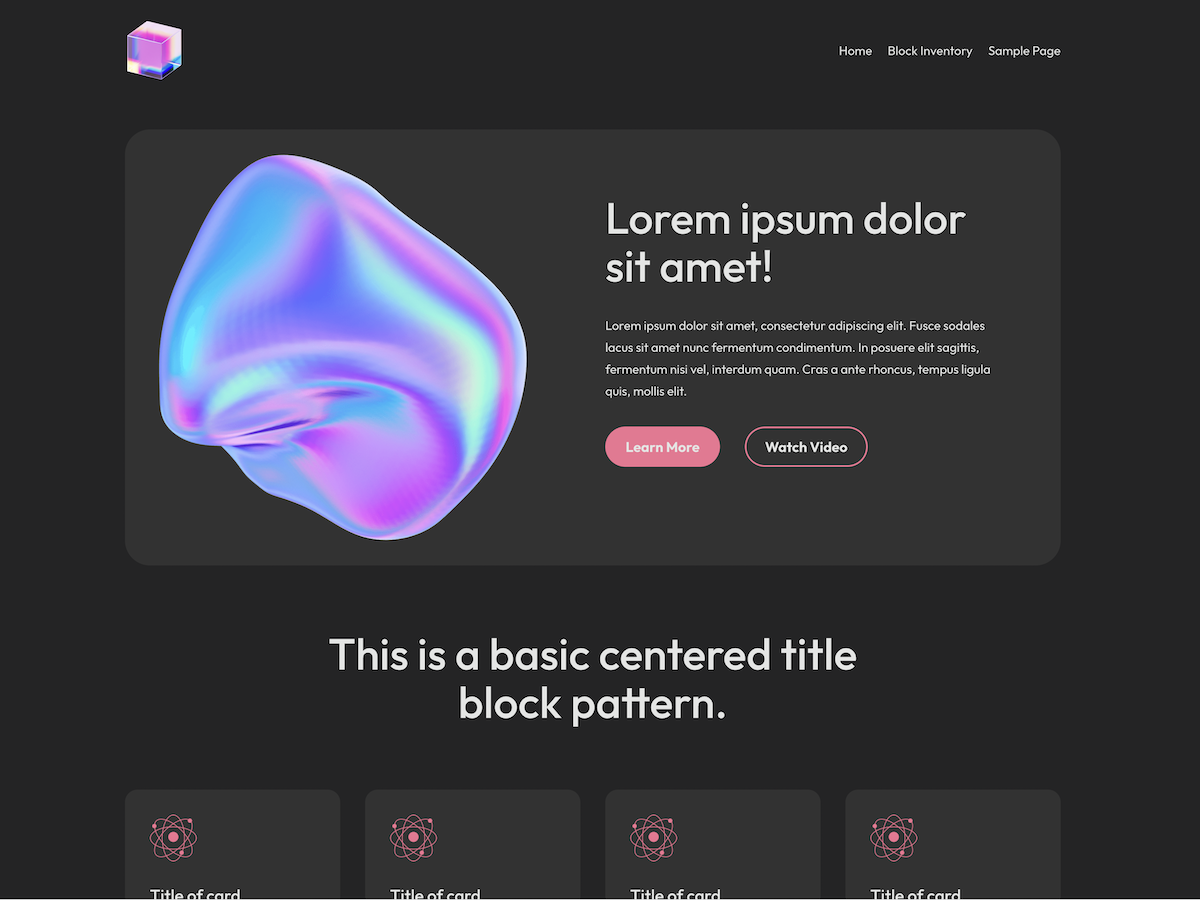 Home Block Inventory Sample Page
Lorem ipsum dolor
sit amet!
Lorem ipsum dolor sit amet, consectetur adipiscing elit. Fusce sodales
lacus sit amet nunc fermentum condimentum. In posuere elit sagittis,
fermentum nisi vel, interdum quam. Cras a ante rhoncus, tempus ligula
quis, mollis elit.
Learn More Watch Video
This is a basic centered title
block pattern.
Title of card Title of card Title of card Title of card